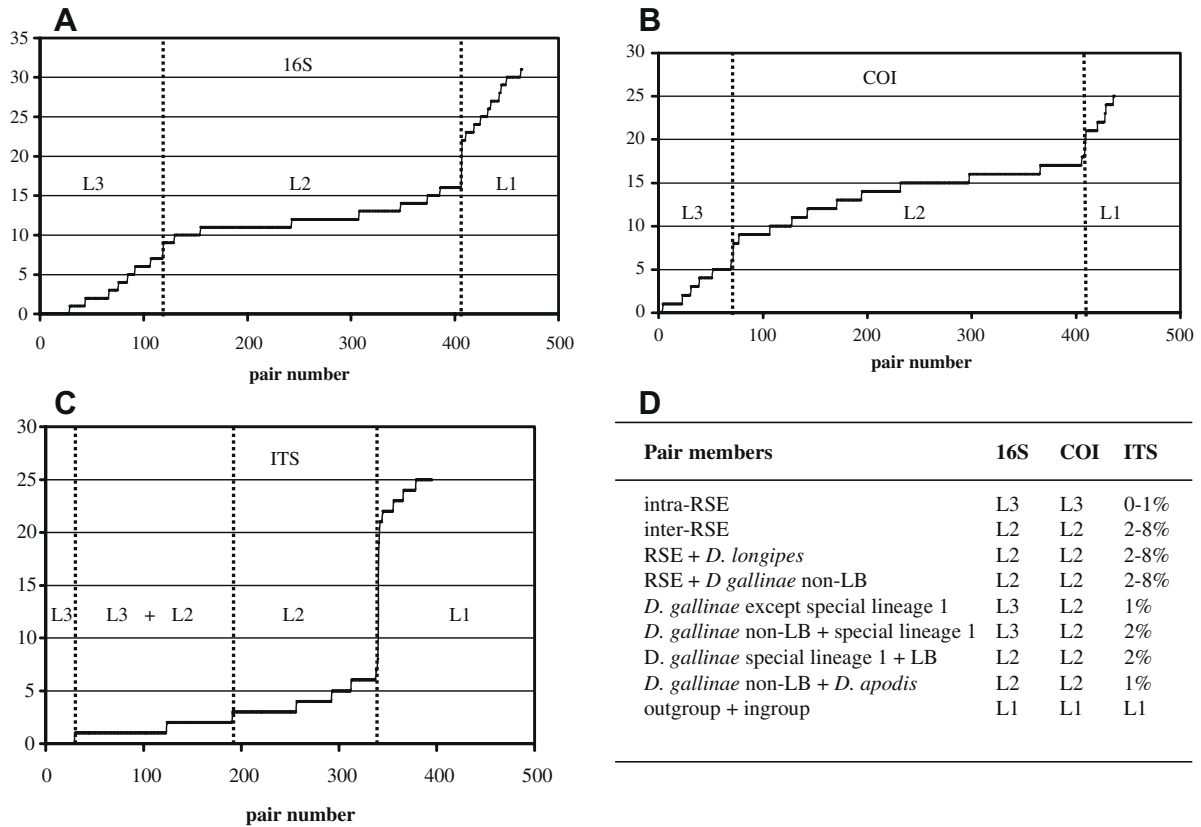 A
35
30
25
20
15
10
5
0
16S
L3 L2 L1
0 100 200 300 400 500
pair number
B
30
25
20
15
10
5
0
COI
L3 L2 L1
0 100 200 300 400 500
pair number
C
30
25
20
15
10
5
0
ITS
L3 L3 + L2 L2 L1
0 100 200 300 400 500
pair number
D
Pair members 16S COI ITS
intra-RSE L3 L3 0-1%
inter-RSE L2 L2 2-8%
RSE + D. longipes L2 L2 2-8%
RSE + D gallinae non-LB L2 L2 2-8%
D. gallinae except special lineage 1 L3 L2 1%
D. gallinae non-LB + special lineage 1 L3 L2 2%
D. gallinae special lineage 1 + LB L2 L2 2%
D. gallinae non-LB + D. apodis L2 L2 1%
outgroup + ingroup L1 L1 L1